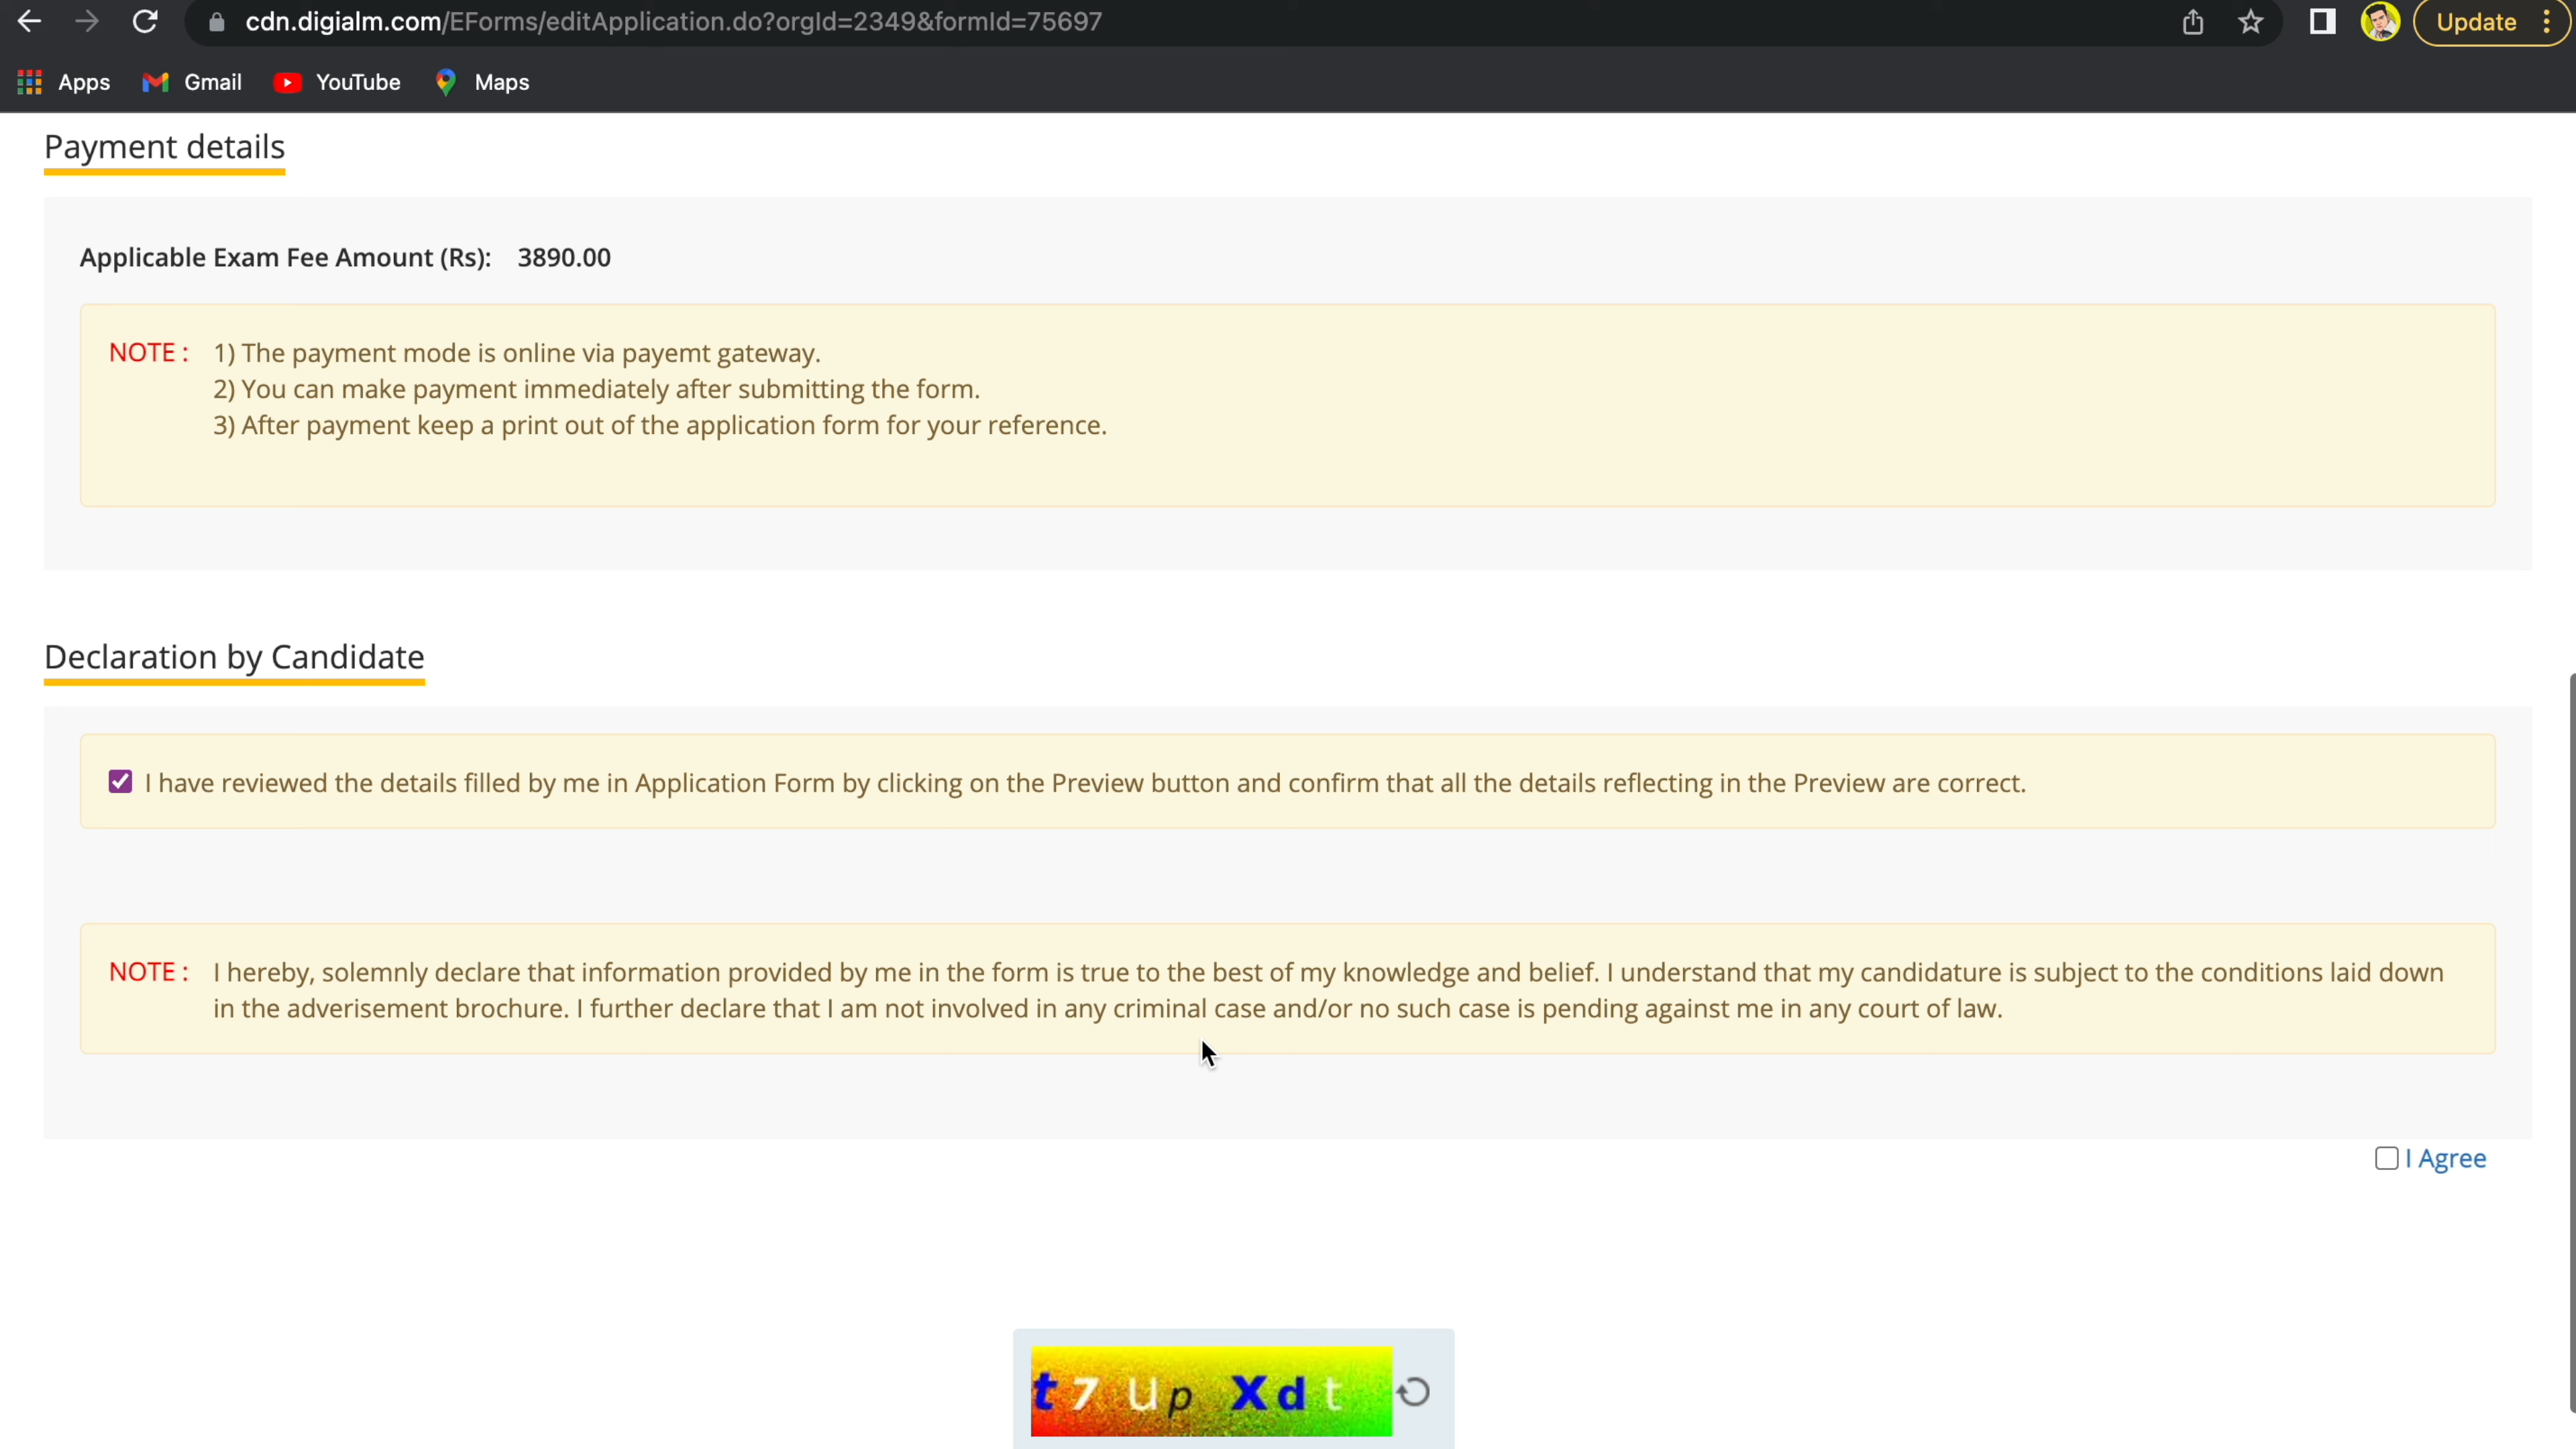 cdn.digialm.com/EForms/editApplication.do?orgId=2349&formId=75697
Update
Apps
Gmail
YouTube
Maps
Payment details
Applicable Exam Fee Amount (Rs): 3890.00
NOTE : 1) The payment mode is online via payemt gateway.
2) You can make payment immediately after submitting the form.
3) After payment keep a print out of the application form for your reference.
Declaration by Candidate
I have reviewed the details filled by me in Application Form by clicking on the Preview button and confirm that all the details reflecting in the Preview are correct.
NOTE : I hereby, solemnly declare that information provided by me in the form is true to the best of my knowledge and belief. I understand that my candidature is subject to the conditions laid down
in the adverisement brochure. I further declare that I am not involved in any criminal case and/or no such case is pending against me in any court of law.
I Agree
t7Up Xdt